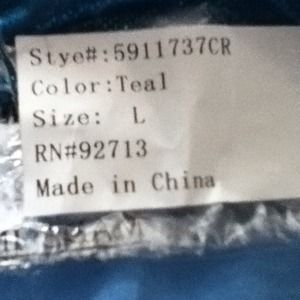 Stye#:5911737CR
Color:Teal
Size: L
RN#92713
Made in China